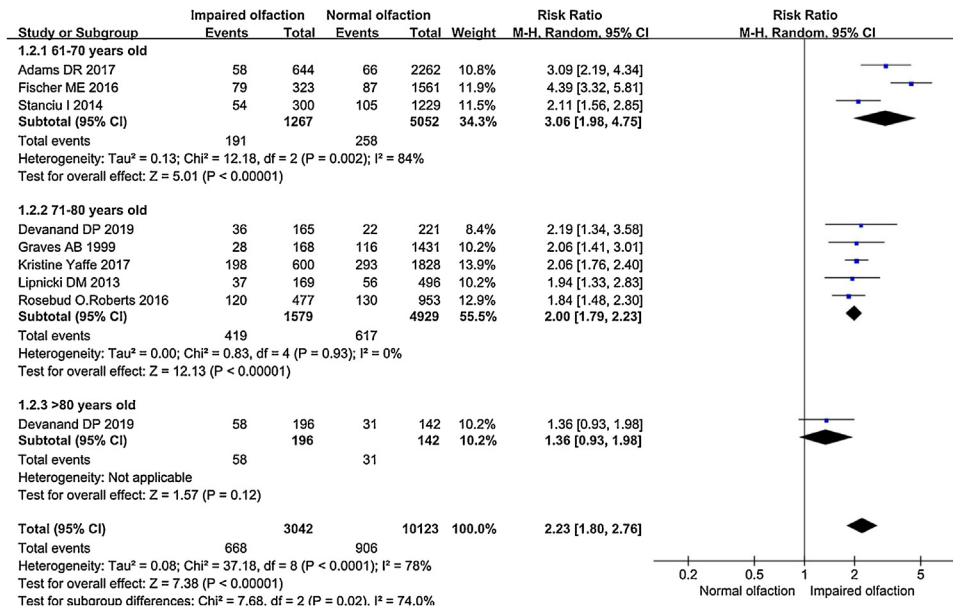 Impaired olfaction Normal olfaction Risk Ratio Risk Ratio
Study or Subgroup Events Total Events Total Weight M-H, Random, 95% CI M-H, Random, 95% CI
1.2.1 61-70 years old
Adams DR 2017 58 644 66 2262 10.8% 3.09 [2.19, 4.34]
Fischer ME 2016 79 323 87 1561 11.9% 4.39 [3.32, 5.81]
Stanciu I 2014 54 300 105 1229 11.5% 2.11 [1.56, 2.85]
Subtotal (95% CI) 1267 5052 34.3% 3.06 [1.98, 4.75]
Total events 191 258
Heterogeneity: Tau² = 0.13; Chi² = 12.18, df = 2 (P = 0.002); I² = 84%
Test for overall effect: Z = 5.01 (P < 0.00001)
1.2.2 71-80 years old
Devanand DP 2019 36 165 22 221 8.4% 2.19 [1.34, 3.58]
Graves AB 1999 28 168 116 1431 10.2% 2.06 [1.41, 3.01]
Kristine Yaffe 2017 198 600 293 1828 13.9% 2.06 [1.76, 2.40]
Lipnicki DM 2013 37 169 56 496 10.2% 1.94 [1.33, 2.83]
Rosebud O.Roberts 2016 120 477 130 953 12.9% 1.84 [1.48, 2.30]
Subtotal (95% CI) 1579 4929 55.5% 2.00 [1.79, 2.23]
Total events 419 617
Heterogeneity: Tau² = 0.00; Chi² = 0.83, df = 4 (P = 0.93); I² = 0%
Test for overall effect: Z = 12.13 (P < 0.00001)
1.2.3 >80 years old
Devanand DP 2019 58 196 31 142 10.2% 1.36 [0.93, 1.98]
Subtotal (95% CI) 196 142 10.2% 1.36 [0.93, 1.98]
Total events 58 31
Heterogeneity: Not applicable
Test for overall effect: Z = 1.57 (P = 0.12)
Total (95% CI) 3042 10123 100.0% 2.23 [1.80, 2.76]
Total events 668 906
Heterogeneity: Tau² = 0.08; Chi² = 37.18, df = 8 (P < 0.0001); I² = 78%
Test for overall effect: Z = 7.38 (P < 0.00001)
Test for subgroup differences: Chi² = 7.68, df = 2 (P = 0.02), I² = 74.0%
0.2 0.5 1 2 5
Normal olfaction Impaired olfaction